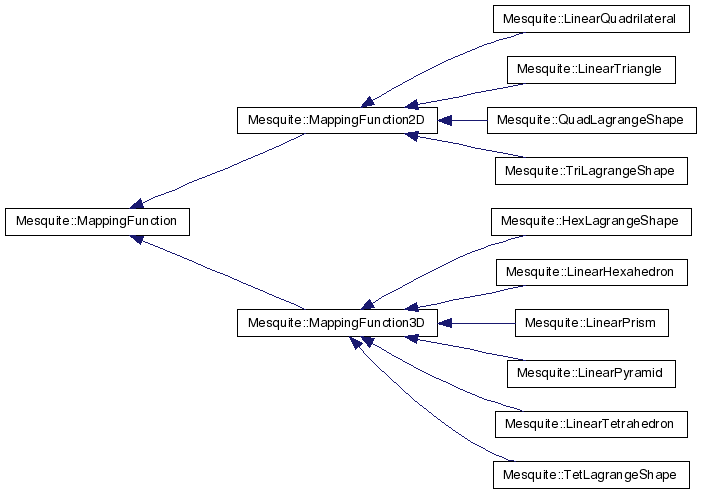 Mesquite::LinearQuadrilateral
Mesquite::LinearTriangle
Mesquite::MappingFunction2D
Mesquite::QuadLagrangeShape
Mesquite::TriLagrangeShape
Mesquite::MappingFunction
Mesquite::HexLagrangeShape
Mesquite::LinearHexahedron
Mesquite::MappingFunction3D
Mesquite::LinearPrism
Mesquite::LinearPyramid
Mesquite::LinearTetrahedron
Mesquite::TetLagrangeShape